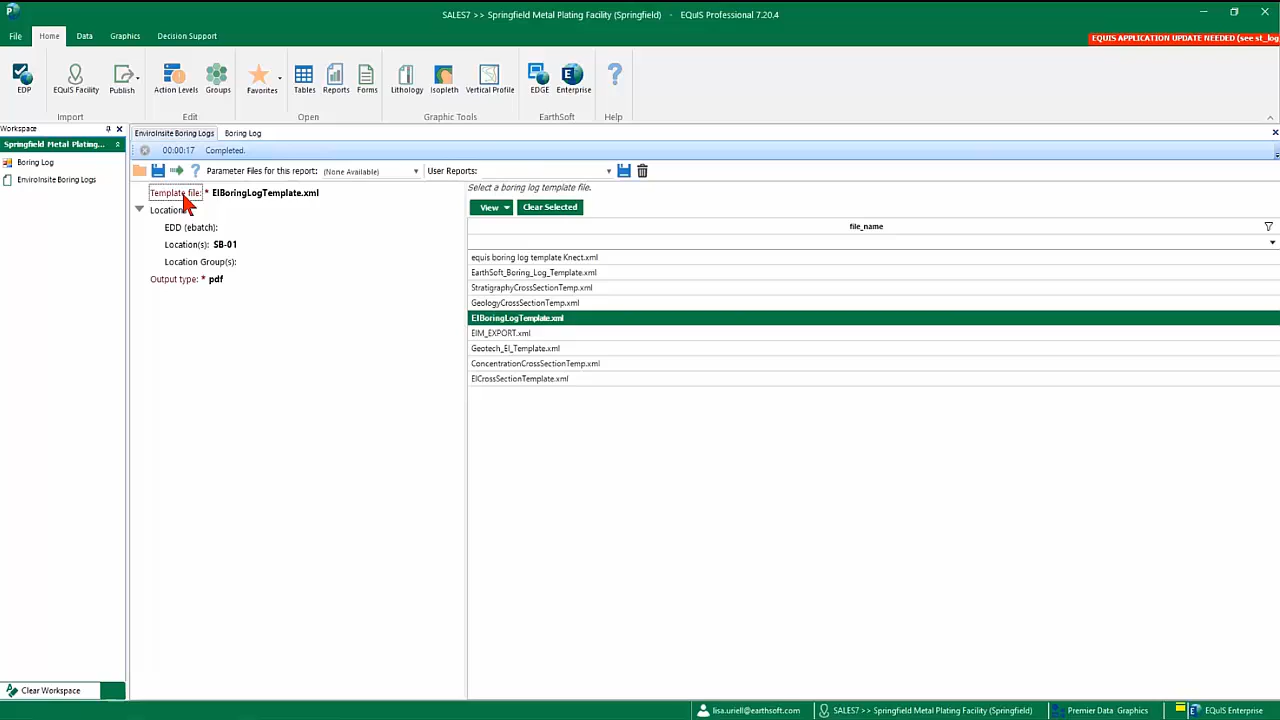 SALES7 >> Springfield Metal Plating Facility (Springfield) - EQuIS Professional 7.20.4
File Home Data Graphics Decision Support
EQUIS APPLICATION UPDATE NEEDED (see st_log
EDP EQuIS Facility Publish Action Levels Groups Favorites Tables Reports Forms Lithology Isopleth Vertical Profile EDGE Enterprise
Import Edit Open Graphic Tools EarthSoft Help
Workspace
Springfield Metal Plating...
Boring Log
EnviroInsite Boring Logs
EnviroInsite Boring Logs Boring Log
00:00:17 Completed.
Parameter Files for this report: (None Available) User Reports:
Template file: * EIBoringLogTemplate.xml
Location
EDD (ebatch):
Location(s): SB-01
Location Group(s):
Output type: * pdf
Select a boring log template file.
View Clear Selected
file_name
equis boring log template Knect.xml
EarthSoft_Boring_Log_Template.xml
StratigraphyCrossSectionTemp.xml
GeologyCrossSectionTemp.xml
EIBoringLogTemplate.xml
EIM_EXPORT.xml
Geotech_EI_Template.xml
ConcentrationCrossSectionTemp.xml
EICrossSectionTemplate.xml
Clear Workspace
lisa.uriell@earthsoft.com SALES7 >> Springfield Metal Plating Facility (Springfield) Premier Data Graphics EQuIS Enterprise